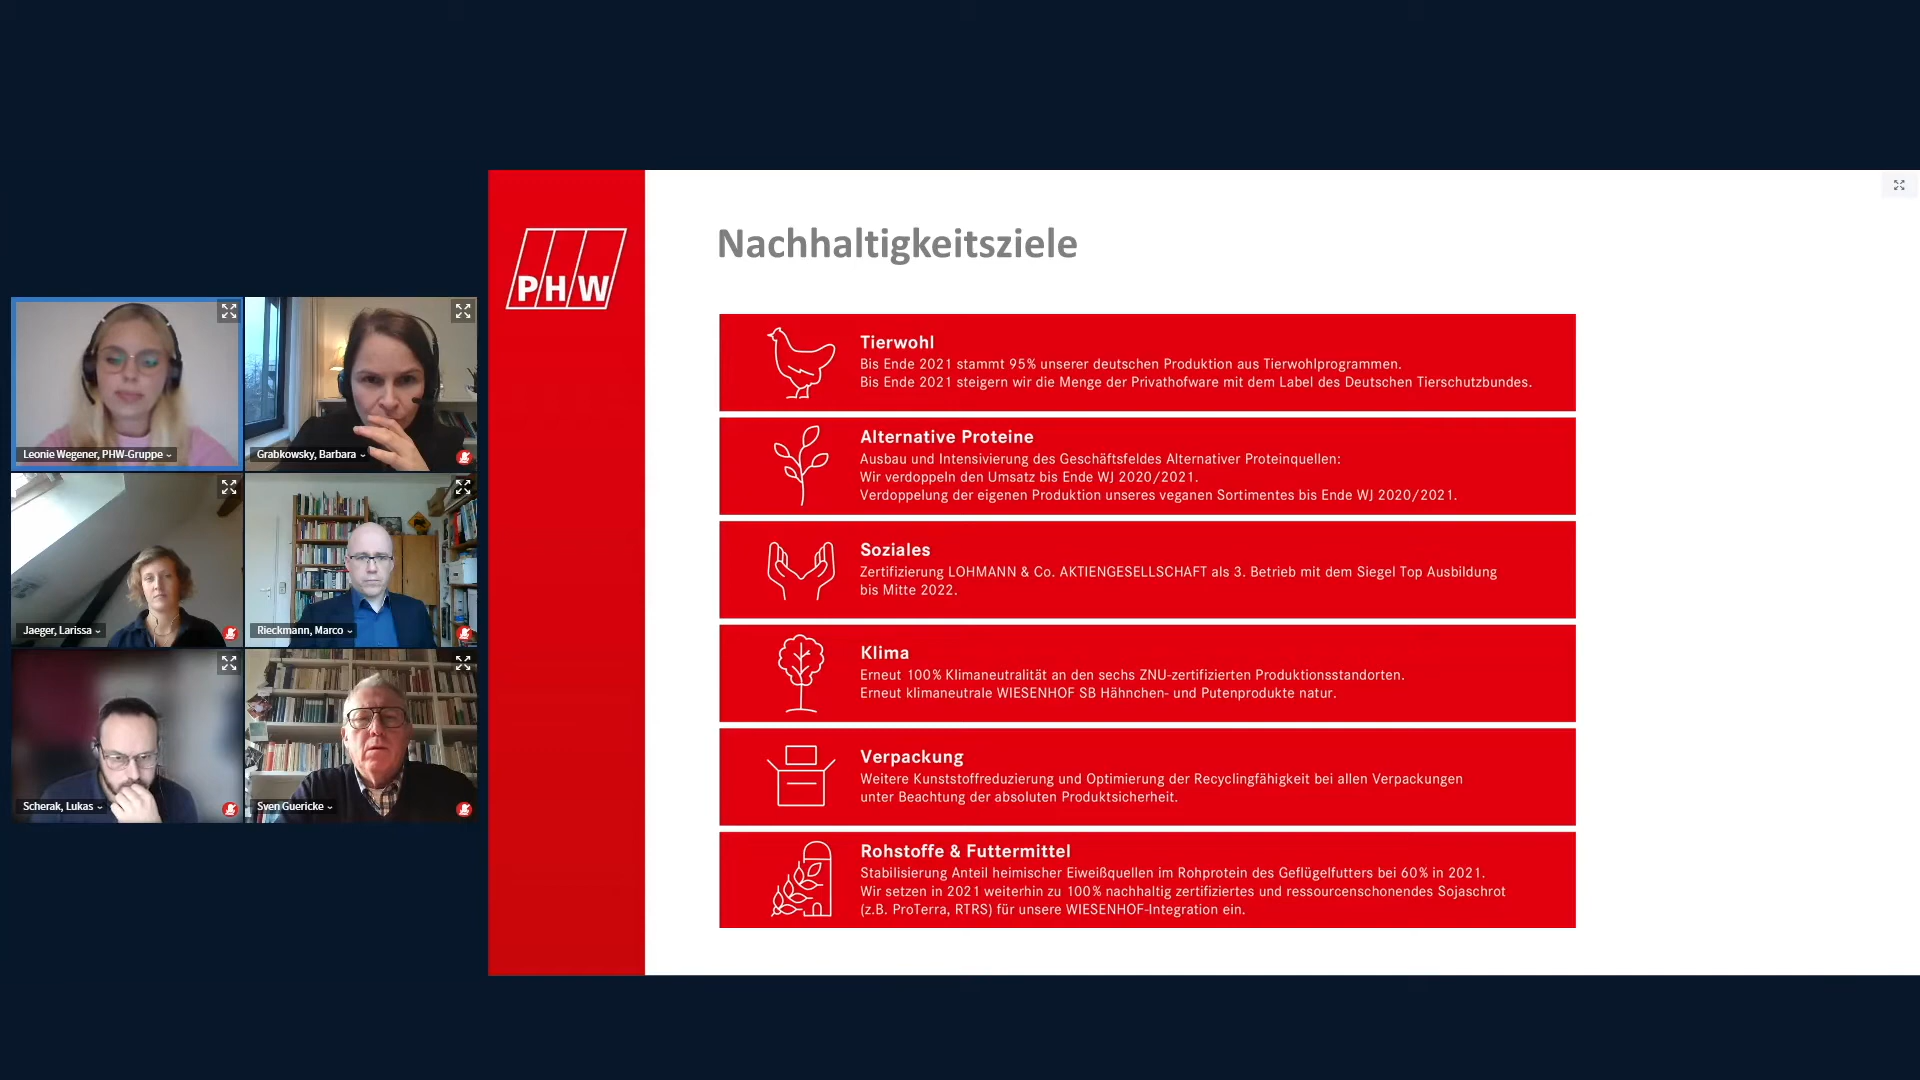 PHW
Nachhaltigkeitsziele
Tierwohl
Bis Ende 2021 stammt 95% unserer deutschen Produktion aus Tierwohlprogrammen.
Bis Ende 2021 steigern wir die Menge der Privathofware mit dem Label des Deutschen Tierschutzbundes.
Alternative Proteine
Ausbau und Intensivierung des Geschäftsfeldes Alternativer Proteinquellen:
Wir verdoppeln den Umsatz bis Ende WJ 2020/2021.
Verdoppelung der eigenen Produktion unseres veganen Sortimentes bis Ende WJ 2020/2021.
Soziales
Zertifizierung LOHMANN & Co. AKTIENGESELLSCHAFT als 3. Betrieb mit dem Siegel Top Ausbildung
bis Mitte 2022.
Klima
Erneut 100% Klimaneutralität an den sechs ZNU-zertifizierten Produktionsstandorten.
Erneut klimaneutrale WIESENHOF SB Hähnchen- und Putenprodukte natur.
Verpackung
Weitere Kunststoffreduzierung und Optimierung der Recyclingfähigkeit bei allen Verpackungen
unter Beachtung der absoluten Produktsicherheit.
Rohstoffe & Futtermittel
Stabilisierung Anteil heimischer Eiweißquellen im Rohprotein des Geflügelfutters bei 60% in 2021.
Wir setzen in 2021 weiterhin zu 100% nachhaltig zertifiziertes und ressourcenschonendes Sojaschrot
(z.B. ProTerra, RTRS) für unsere WIESENHOF-Integration ein.
Leonie Wegener, PHW-Gruppe
Grabkowsky, Barbara
Jaeger, Larissa
Rieckmann, Marco
Scherak, Lukas
Sven Guericke